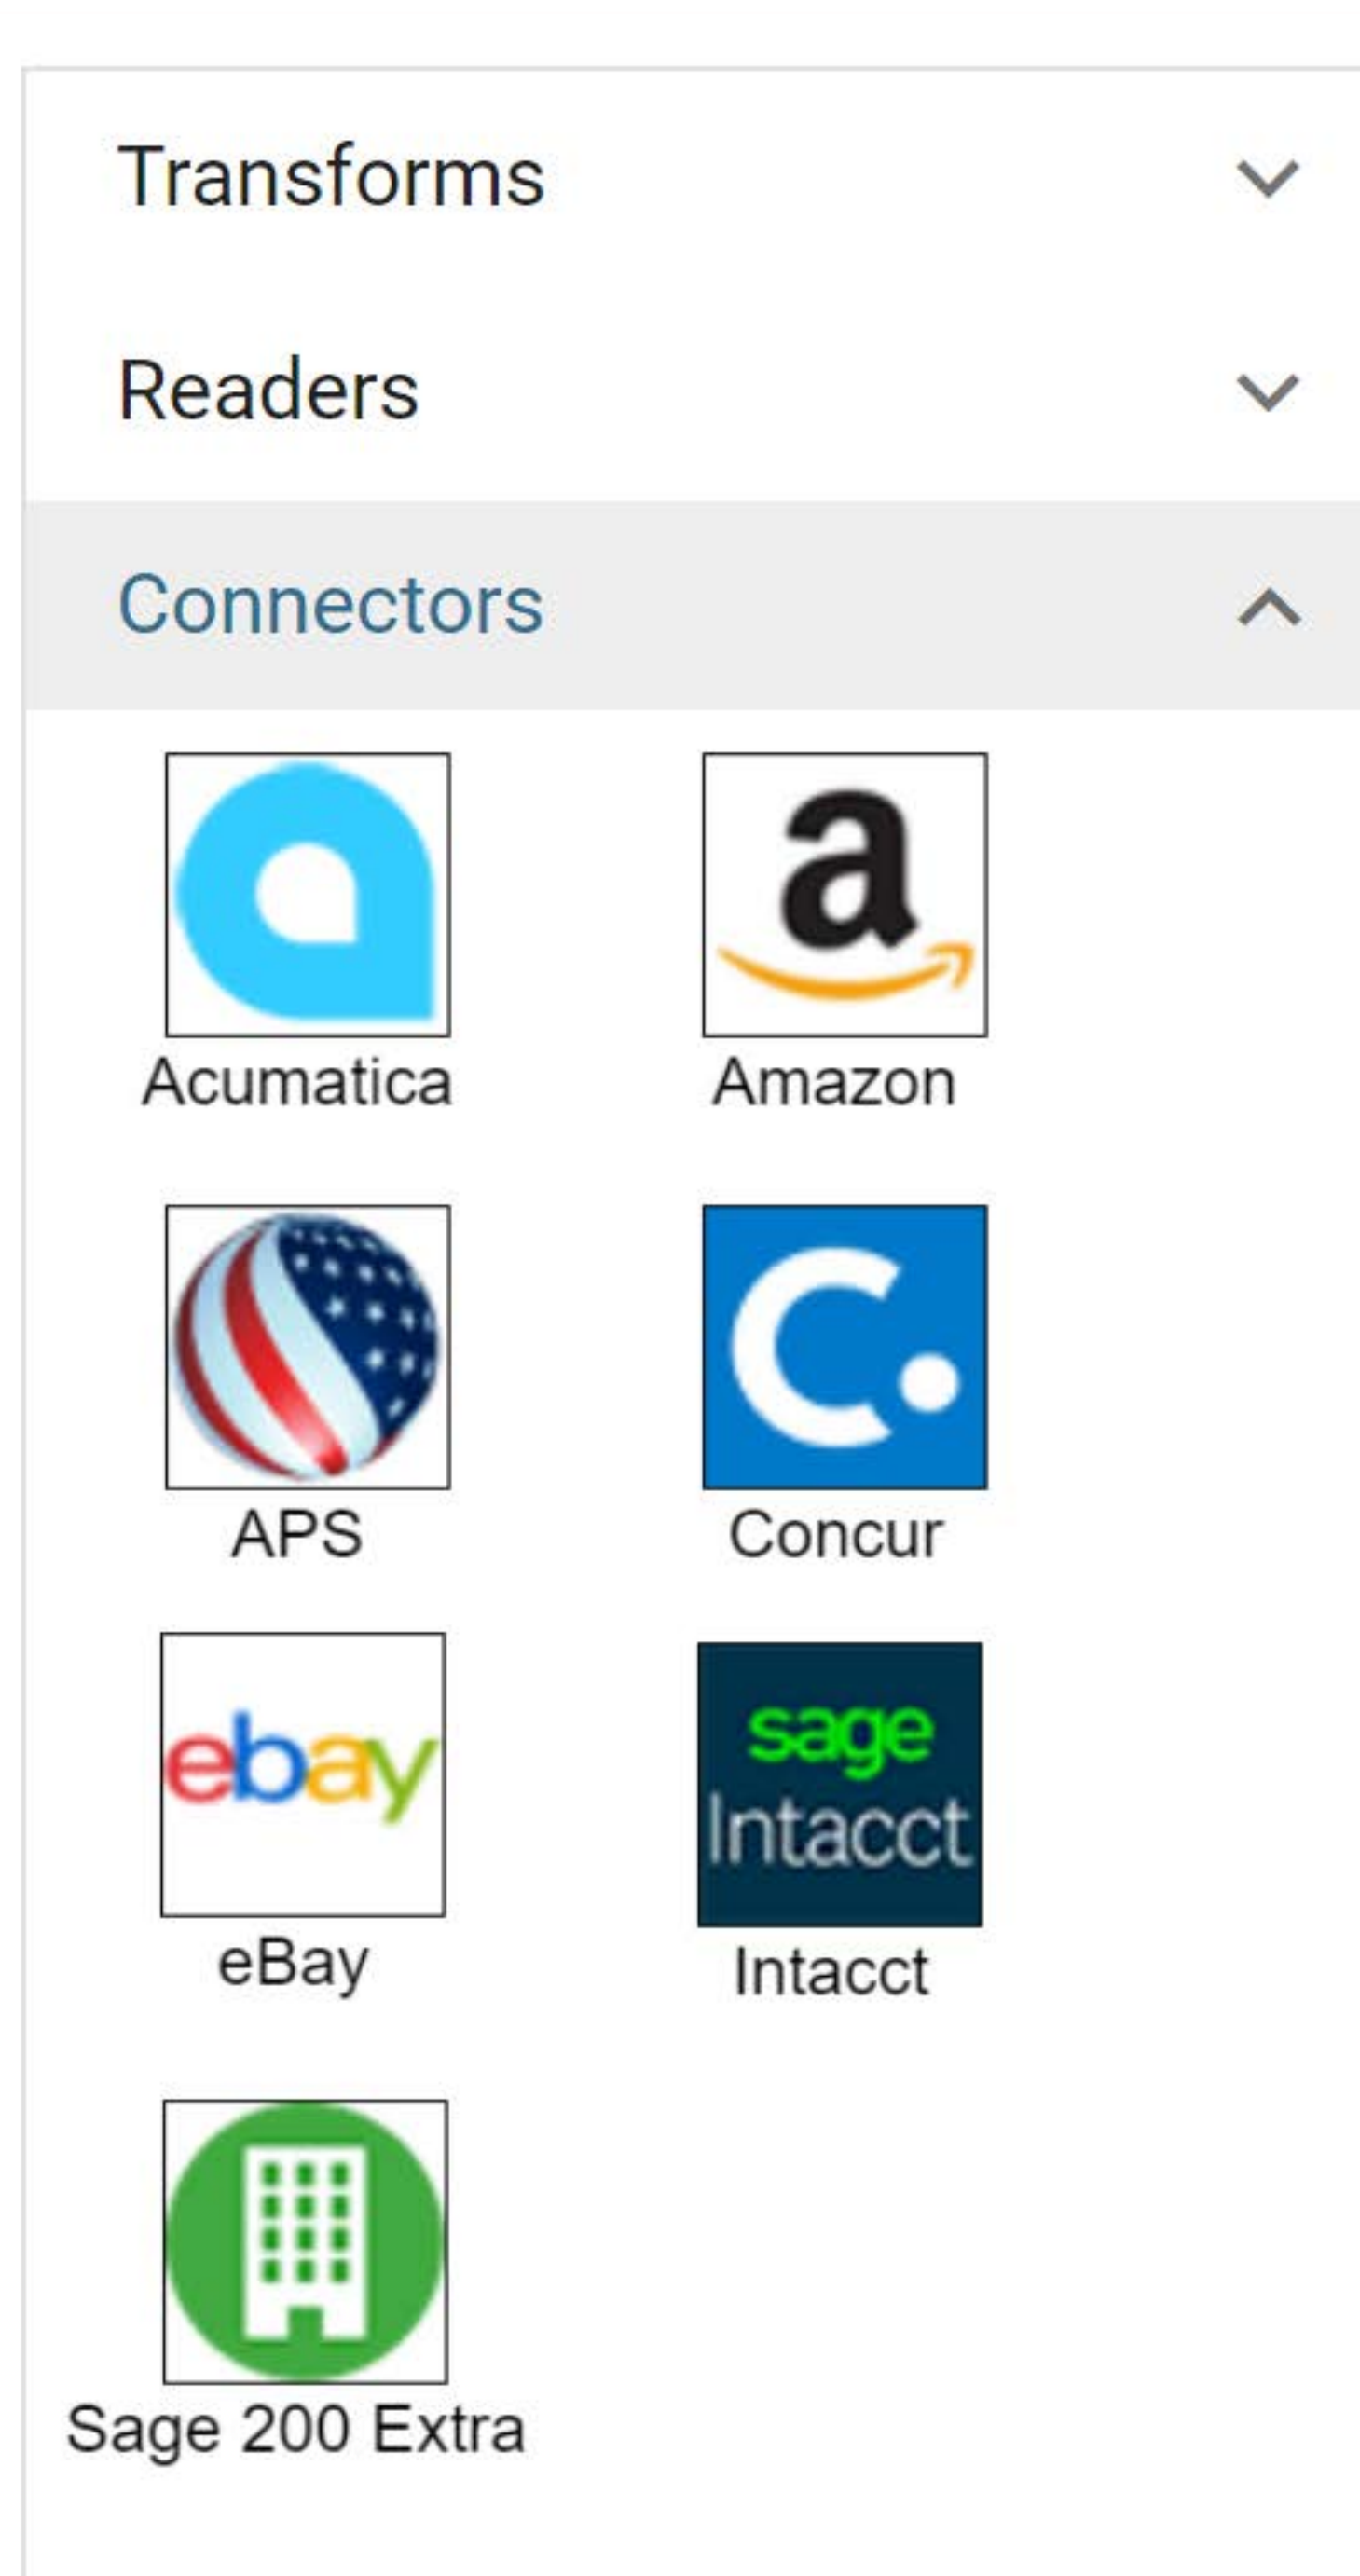 Transforms
Readers
Connectors
a
Acumatica
Amazon
C.
APS
Concur
ebay
sage
Intacct
eBay
Intacct
Sage 200 Extra